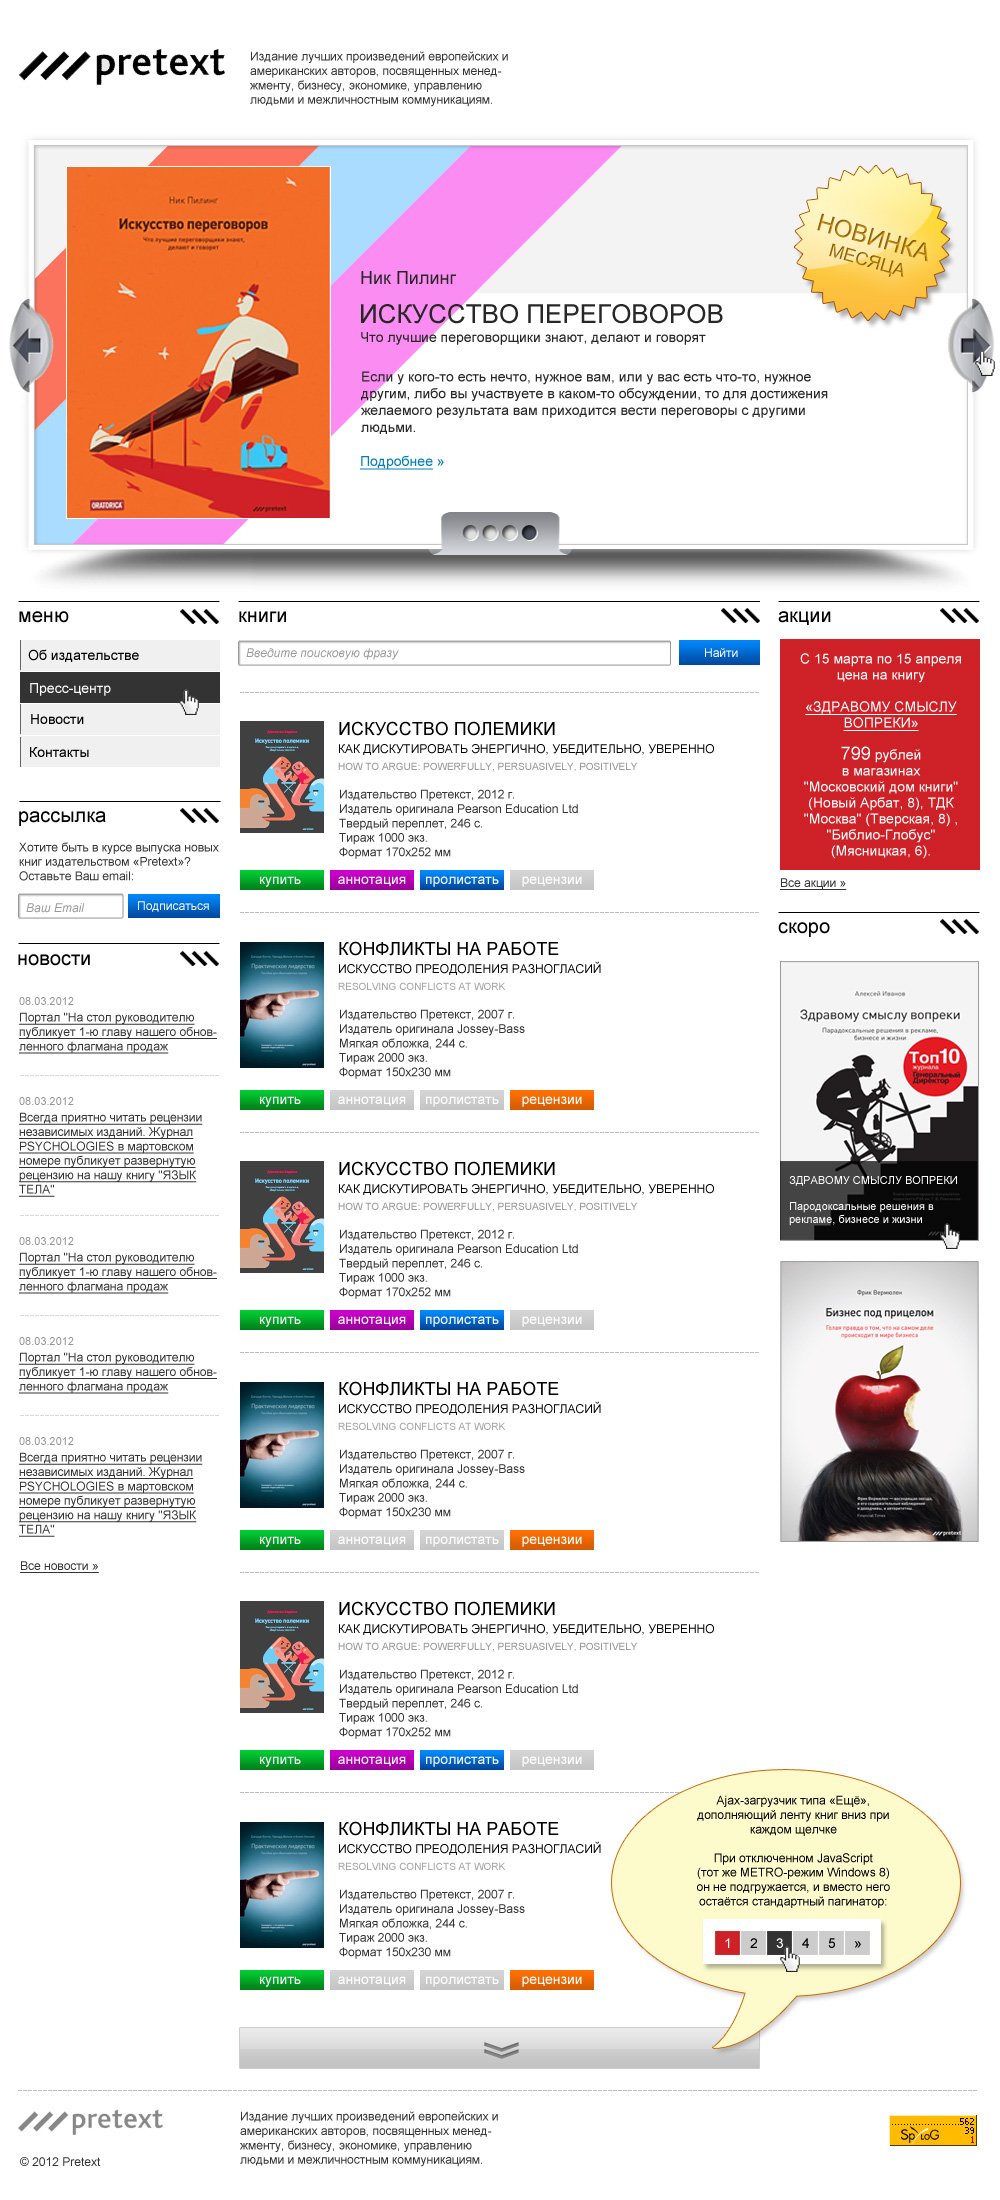 pretext
Издание лучших произведений европейских и
американских авторов, посвященных менед-
жменту, бизнесу, экономике, управлению
людьми и межличностным коммуникациям.
Ник Пилинг
Искусство переговоров
Что лучшие переговорщики знают,
делают и говорят
ORATORICA
pretext
НОВИНКА
МЕСЯЦА
Ник Пилинг
ИСКУССТВО ПЕРЕГОВОРОВ
Что лучшие переговорщики знают, делают и говорят
Если у кого-то есть нечто, нужное вам, или у вас есть что-то, нужное
другим, либо вы участвуете в каком-то обсуждении, то для достижения
желаемого результата вам приходится вести переговоры с другими
людьми.
Подробнее »
меню
Об издательстве
Пресс-центр
Новости
Контакты
рассылка
Хотите быть в курсе выпуска новых
книг издательством «Pretext»?
Оставьте Ваш email:
Ваш Email
Подписаться
новости
08.03.2012
Портал "На стол руководителю
публикует 1-ю главу нашего обнов-
ленного флагмана продаж
08.03.2012
Всегда приятно читать рецензии
независимых изданий. Журнал
PSYCHOLOGIES в мартовском
номере публикует развернутую
рецензию на нашу книгу "ЯЗЫК
ТЕЛА"
08.03.2012
Портал "На стол руководителю
публикует 1-ю главу нашего обнов-
ленного флагмана продаж
08.03.2012
Портал "На стол руководителю
публикует 1-ю главу нашего обнов-
ленного флагмана продаж
08.03.2012
Всегда приятно читать рецензии
независимых изданий. Журнал
PSYCHOLOGIES в мартовском
номере публикует развернутую
рецензию на нашу книгу "ЯЗЫК
ТЕЛА"
Все новости »
книги
Введите поисковую фразу
Найти
Искусство полемики
ИСКУССТВО ПОЛЕМИКИ
КАК ДИСКУТИРОВАТЬ ЭНЕРГИЧНО, УБЕДИТЕЛЬНО, УВЕРЕННО
HOW TO ARGUE: POWERFULLY, PERSUASIVELY, POSITIVELY
Издательство Претекст, 2012 г.
Издатель оригинала Pearson Education Ltd
Твердый переплет, 246 с.
Тираж 1000 экз.
Формат 170x252 мм
купить
аннотация
пролистать
рецензии
Практическое лидерство
КОНФЛИКТЫ НА РАБОТЕ
ИСКУССТВО ПРЕОДОЛЕНИЯ РАЗНОГЛАСИЙ
RESOLVING CONFLICTS AT WORK
Издательство Претекст, 2007 г.
Издатель оригинала Jossey-Bass
Мягкая обложка, 244 с.
Тираж 2000 экз.
Формат 150x230 мм
купить
аннотация
пролистать
рецензии
Искусство полемики
ИСКУССТВО ПОЛЕМИКИ
КАК ДИСКУТИРОВАТЬ ЭНЕРГИЧНО, УБЕДИТЕЛЬНО, УВЕРЕННО
HOW TO ARGUE: POWERFULLY, PERSUASIVELY, POSITIVELY
Издательство Претекст, 2012 г.
Издатель оригинала Pearson Education Ltd
Твердый переплет, 246 с.
Тираж 1000 экз.
Формат 170x252 мм
купить
аннотация
пролистать
рецензии
Практическое лидерство
КОНФЛИКТЫ НА РАБОТЕ
ИСКУССТВО ПРЕОДОЛЕНИЯ РАЗНОГЛАСИЙ
RESOLVING CONFLICTS AT WORK
Издательство Претекст, 2007 г.
Издатель оригинала Jossey-Bass
Мягкая обложка, 244 с.
Тираж 2000 экз.
Формат 150x230 мм
купить
аннотация
пролистать
рецензии
Искусство полемики
ИСКУССТВО ПОЛЕМИКИ
КАК ДИСКУТИРОВАТЬ ЭНЕРГИЧНО, УБЕДИТЕЛЬНО, УВЕРЕННО
HOW TO ARGUE: POWERFULLY, PERSUASIVELY, POSITIVELY
Издательство Претекст, 2012 г.
Издатель оригинала Pearson Education Ltd
Твердый переплет, 246 с.
Тираж 1000 экз.
Формат 170x252 мм
купить
аннотация
пролистать
рецензии
Практическое лидерство
КОНФЛИКТЫ НА РАБОТЕ
ИСКУССТВО ПРЕОДОЛЕНИЯ РАЗНОГЛАСИЙ
RESOLVING CONFLICTS AT WORK
Издательство Претекст, 2007 г.
Издатель оригинала Jossey-Bass
Мягкая обложка, 244 с.
Тираж 2000 экз.
Формат 150x230 мм
купить
аннотация
пролистать
рецензии
акции
С 15 марта по 15 апреля
цена на книгу
«ЗДРАВОМУ СМЫСЛУ
ВОПРЕКИ»
799 рублей
в магазинах
"Московский дом книги"
(Новый Арбат, 8), ТДК
"Москва" (Тверская, 8) ,
"Библио-Глобус"
(Мясницкая, 6).
Все акции »
скоро
Алексей Иванов
Здравому смыслу вопреки
Парадоксальные решения в рекламе,
бизнесе и жизни
Топ10
журнала
Генеральный
Директор
ЗДРАВОМУ СМЫСЛУ ВОПРЕКИ
Пародоксальные решения в
рекламе, бизнесе и жизни
Фрик Вермюлен
Бизнес под прицелом
Голая правда о том, что на самом деле
происходит в мире бизнеса
Financial Times
pretext
Ajax-загрузчик типа «Ещё»,
дополняющий ленту книг вниз при
каждом щелчке
При отключенном JavaScript
(тот же METRO-режим Windows 8)
он не подгружается, и вместо него
остаётся стандартный пагинатор:
1 2 3 4 5 »
pretext
© 2012 Pretext
Издание лучших произведений европейских и
американских авторов, посвященных менед-
жменту, бизнесу, экономике, управлению
людьми и межличностным коммуникациям.
562
39
1
SpyLOG